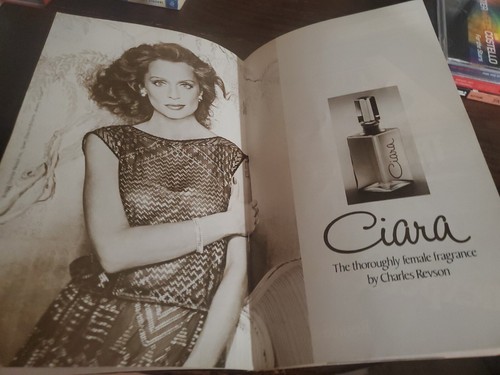 Ciara
Ciara
The thoroughly female fragrance
by Charles Revson
COSTELLO